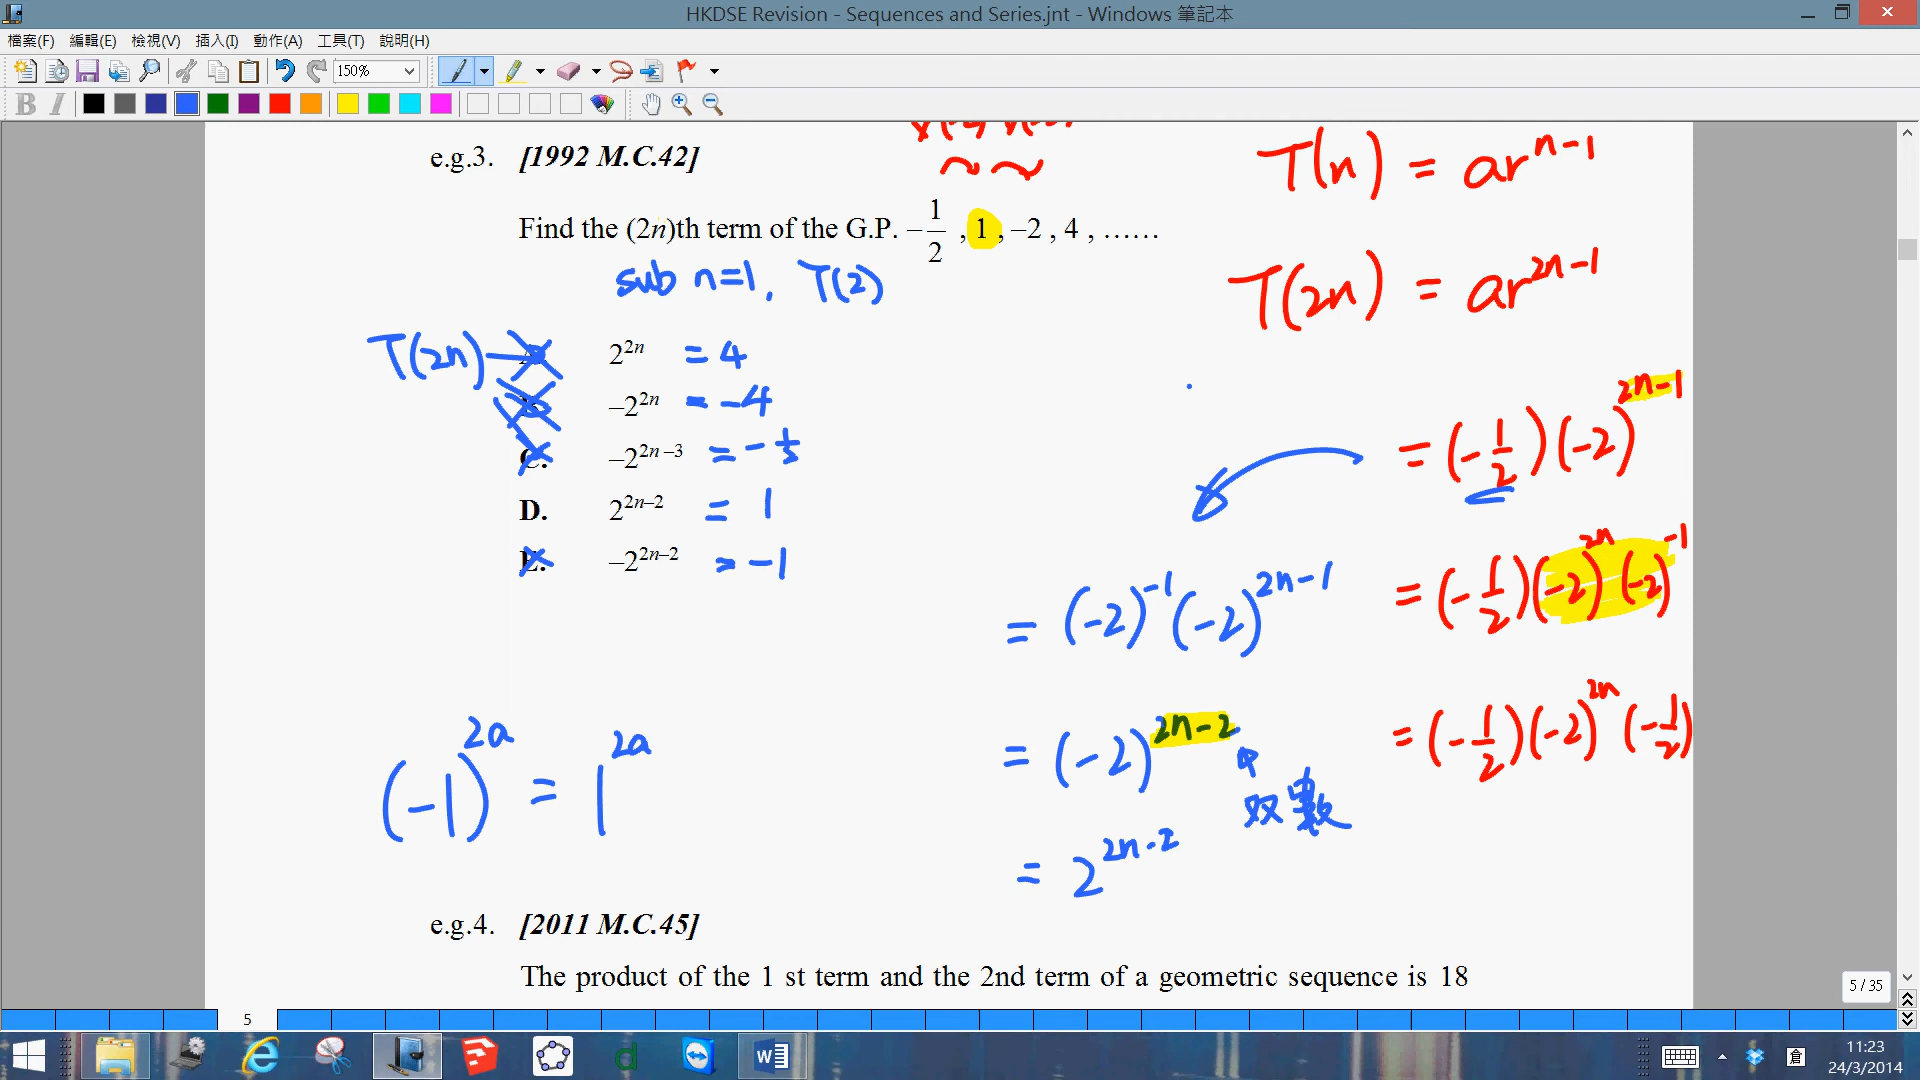 HKDSE Revision - Sequences and Series.jnt - Windows 筆記本
檔案(F) 編輯(E) 檢視(V) 插入(I) 動作(A) 工具(T) 說明(H)
150%
B I
e.g.3. [1992 M.C.42]
T(n) = ar^{n-1}
Find the (2n)th term of the G.P. –1/2 , 1 , –2 , 4 , ……
sub n=1, T(2)
T(2n) = ar^{2n-1}
T(2n)
A. 2^{2n} = 4
B. –2^{2n} = -4
C. –2^{2n–3} = -1/2
D. 2^{2n–2} = 1
E. –2^{2n–2} = -1
= (-1/2)(-2)^{2n-1}
= (-1/2)(-2)^{2n}(-2)^{-1}
= (-1/2)(-2)^{2n}(-1/2)
= (-2)^{-1}(-2)^{2n-1}
= (-2)^{2n-2}
双數
= 2^{2n-2}
(-1)^{2a} = 1^{2a}
e.g.4. [2011 M.C.45]
The product of the 1 st term and the 2nd term of a geometric sequence is 18
5 / 35
5
倉
11:23
24/3/2014